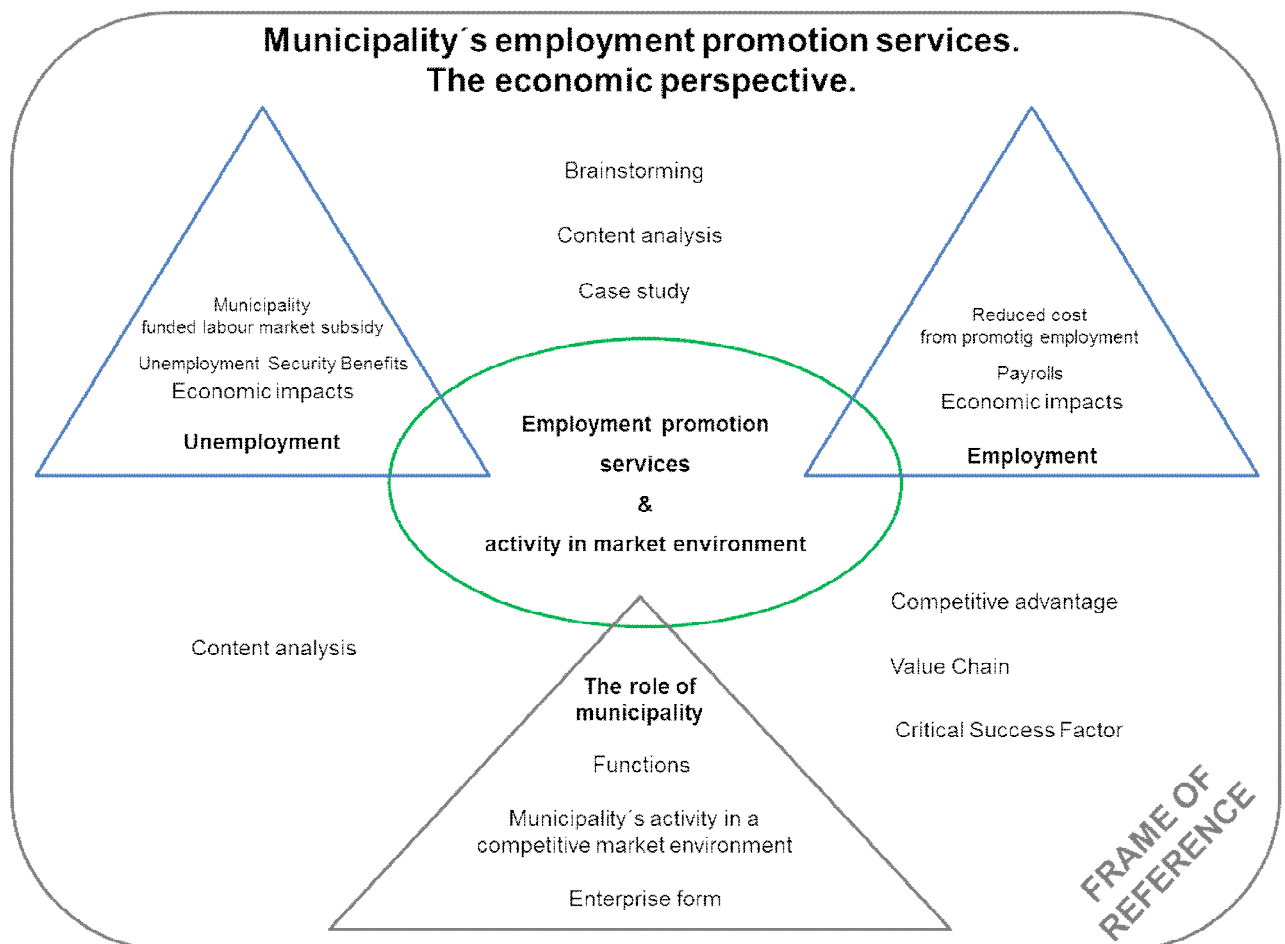 Municipality´s employment promotion services.
The economic perspective.
Brainstorming
Content analysis
Case study
Municipality
funded labour market subsidy
Unemployment Security Benefits
Economic impacts
Unemployment
Reduced cost
from promotig employment
Payrolls
Economic impacts
Employment
Employment promotion
services
&
activity in market environment
Content analysis
Competitive advantage
Value Chain
Critical Success Factor
The role of
municipality
Functions
Municipality´s activity in a
competitive market environment
Enterprise form
FRAME OF
REFERENCE